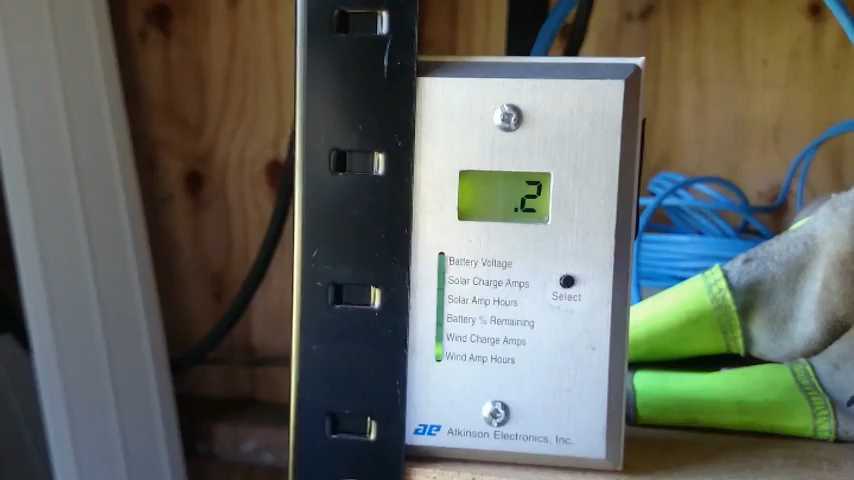 .2
Battery Voltage
Solar Charge Amps
Solar Amp Hours
Battery % Remaining
Wind Charge Amps
Wind Amp Hours
Select
ae Atkinson Electronics, Inc.